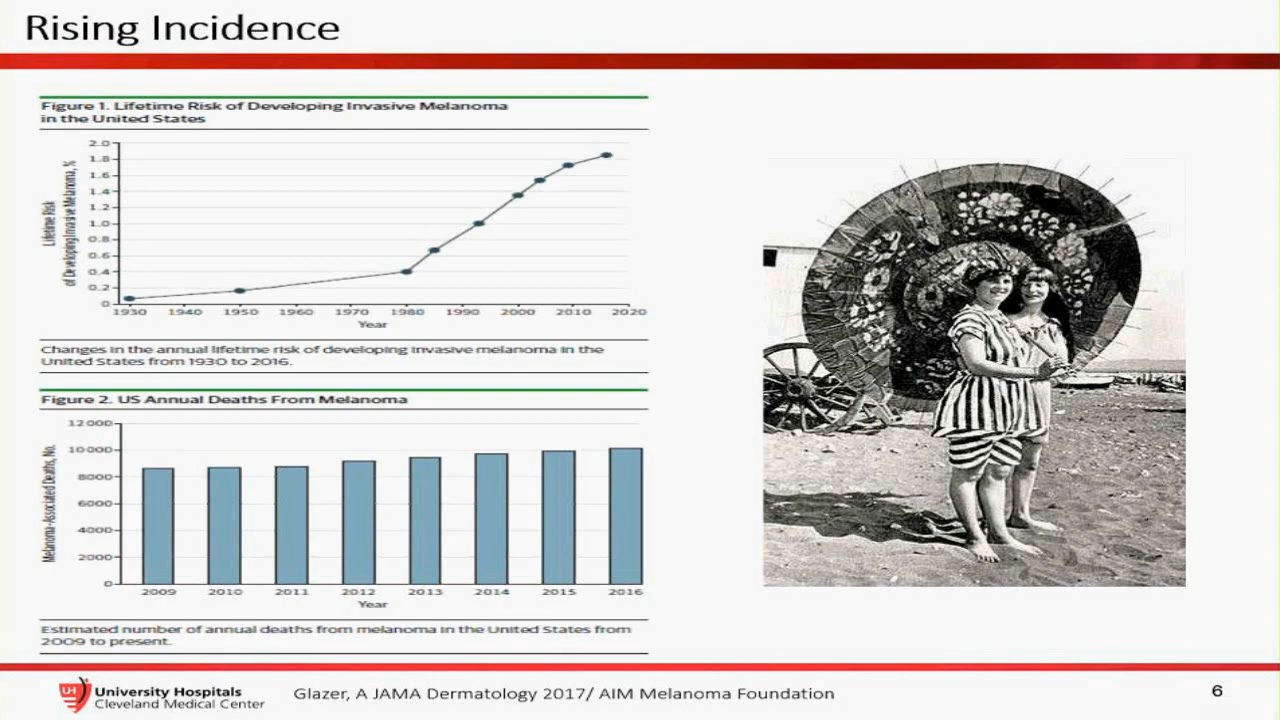 Rising Incidence
Figure 1. Lifetime Risk of Developing Invasive Melanoma
in the United States
Lifetime Risk
of Developing Invasive Melanoma, %
2.0
1.8
1.6
1.4
1.2
1.0
0.8
0.6
0.4
0.2
0
1930 1940 1950 1960 1970 1980 1990 2000 2010 2020
Year
Changes in the annual lifetime risk of developing invasive melanoma in the
United States from 1930 to 2016.
Figure 2. US Annual Deaths From Melanoma
Melanoma-Associated Deaths, No.
12 000
10 000
8000
6000
4000
2000
0
2009 2010 2011 2012 2013 2014 2015 2016
Year
Estimated number of annual deaths from melanoma in the United States from
2009 to present.
UH University Hospitals
Cleveland Medical Center
Glazer, A JAMA Dermatology 2017/ AIM Melanoma Foundation
6